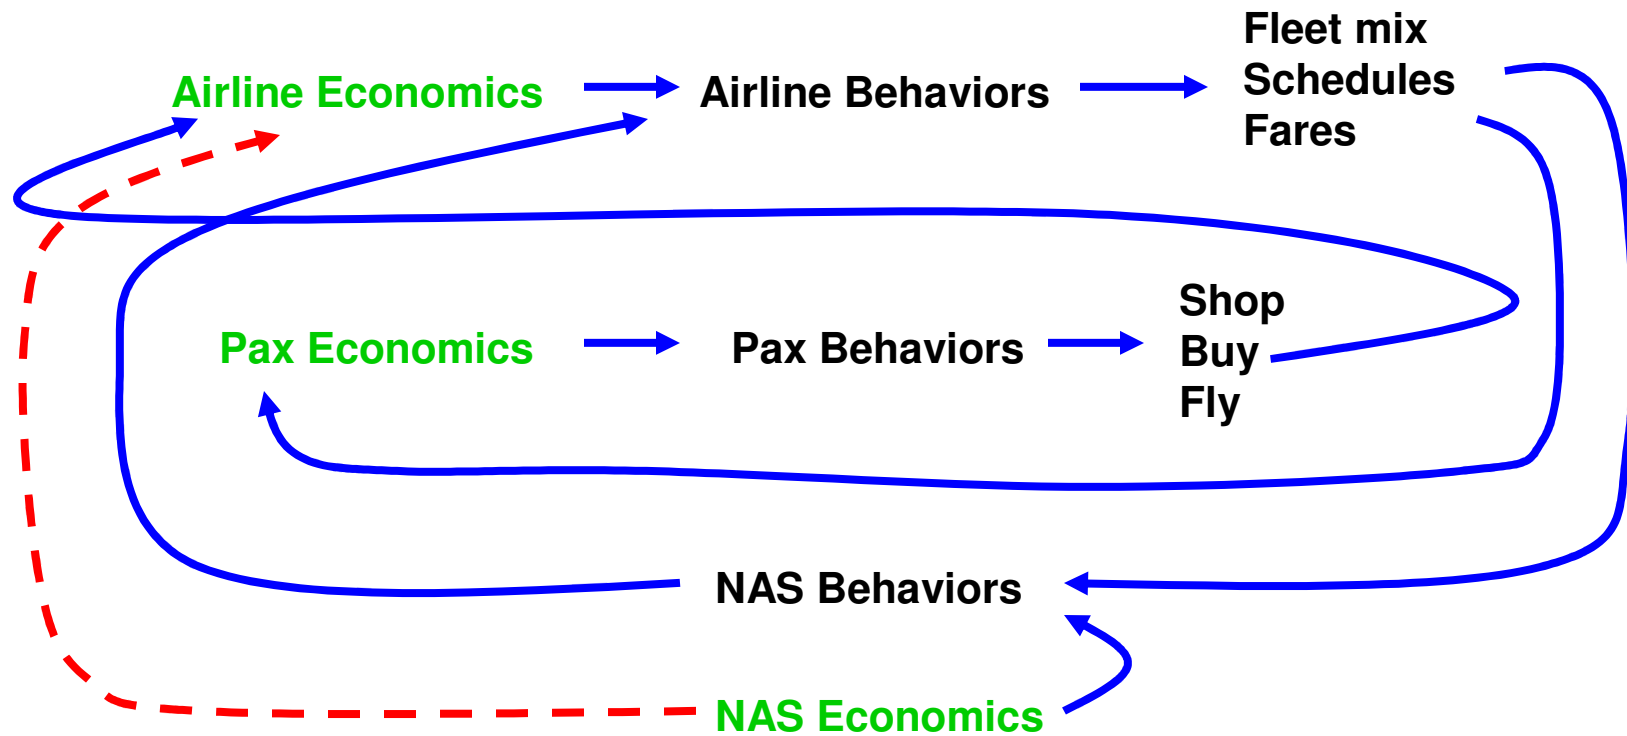 Airline Economics
Airline Behaviors
Fleet mix
Schedules
Fares
Pax Economics
Pax Behaviors
Shop
Buy
Fly
NAS Behaviors
NAS Economics